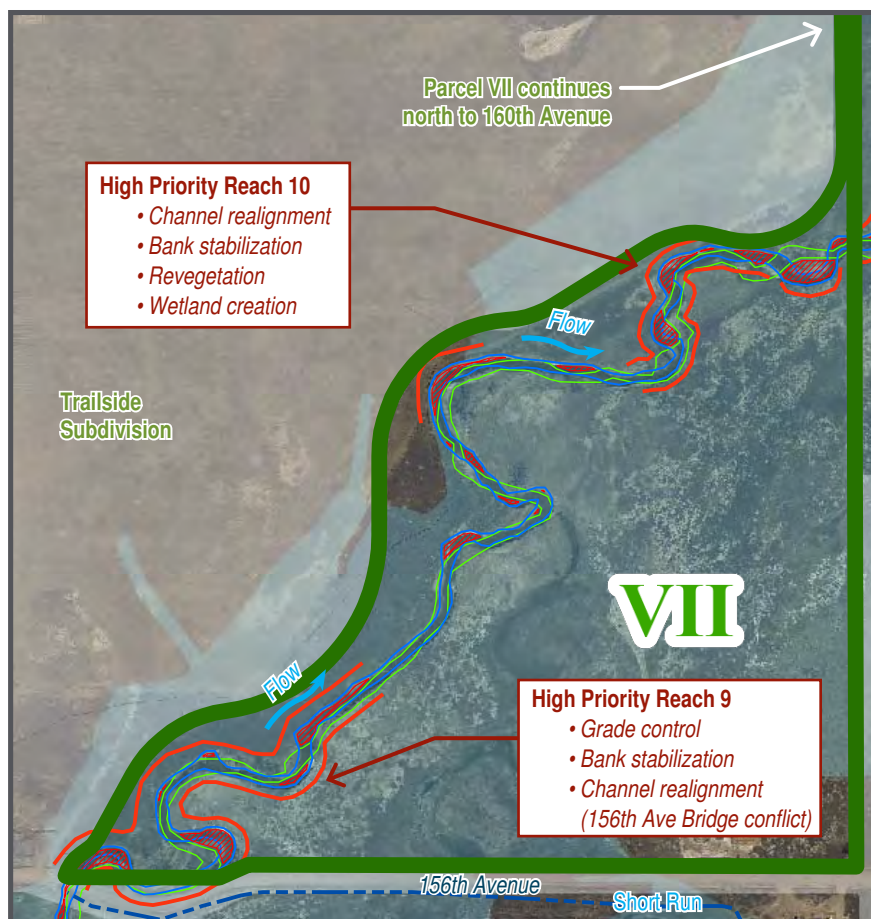 Parcel VII continues
north to 160th Avenue
High Priority Reach 10
• Channel realignment
• Bank stabilization
• Revegetation
• Wetland creation
Flow
Trailside
Subdivision
VII
Flow
High Priority Reach 9
• Grade control
• Bank stabilization
• Channel realignment
(156th Ave Bridge conflict)
156th Avenue
Short Run